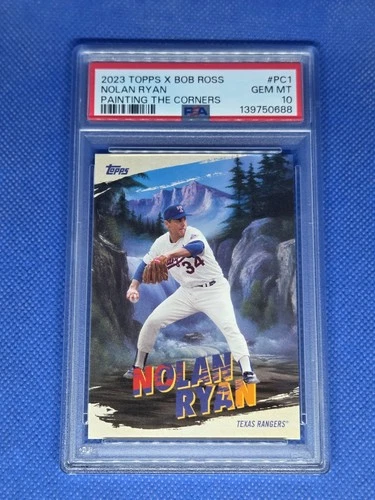 2023 TOPPS X BOB ROSS #PC1
NOLAN RYAN GEM MT
PAINTING THE CORNERS 10
PSA 139750688
Topps
34
NOLAN
RYAN
TEXAS RANGERS